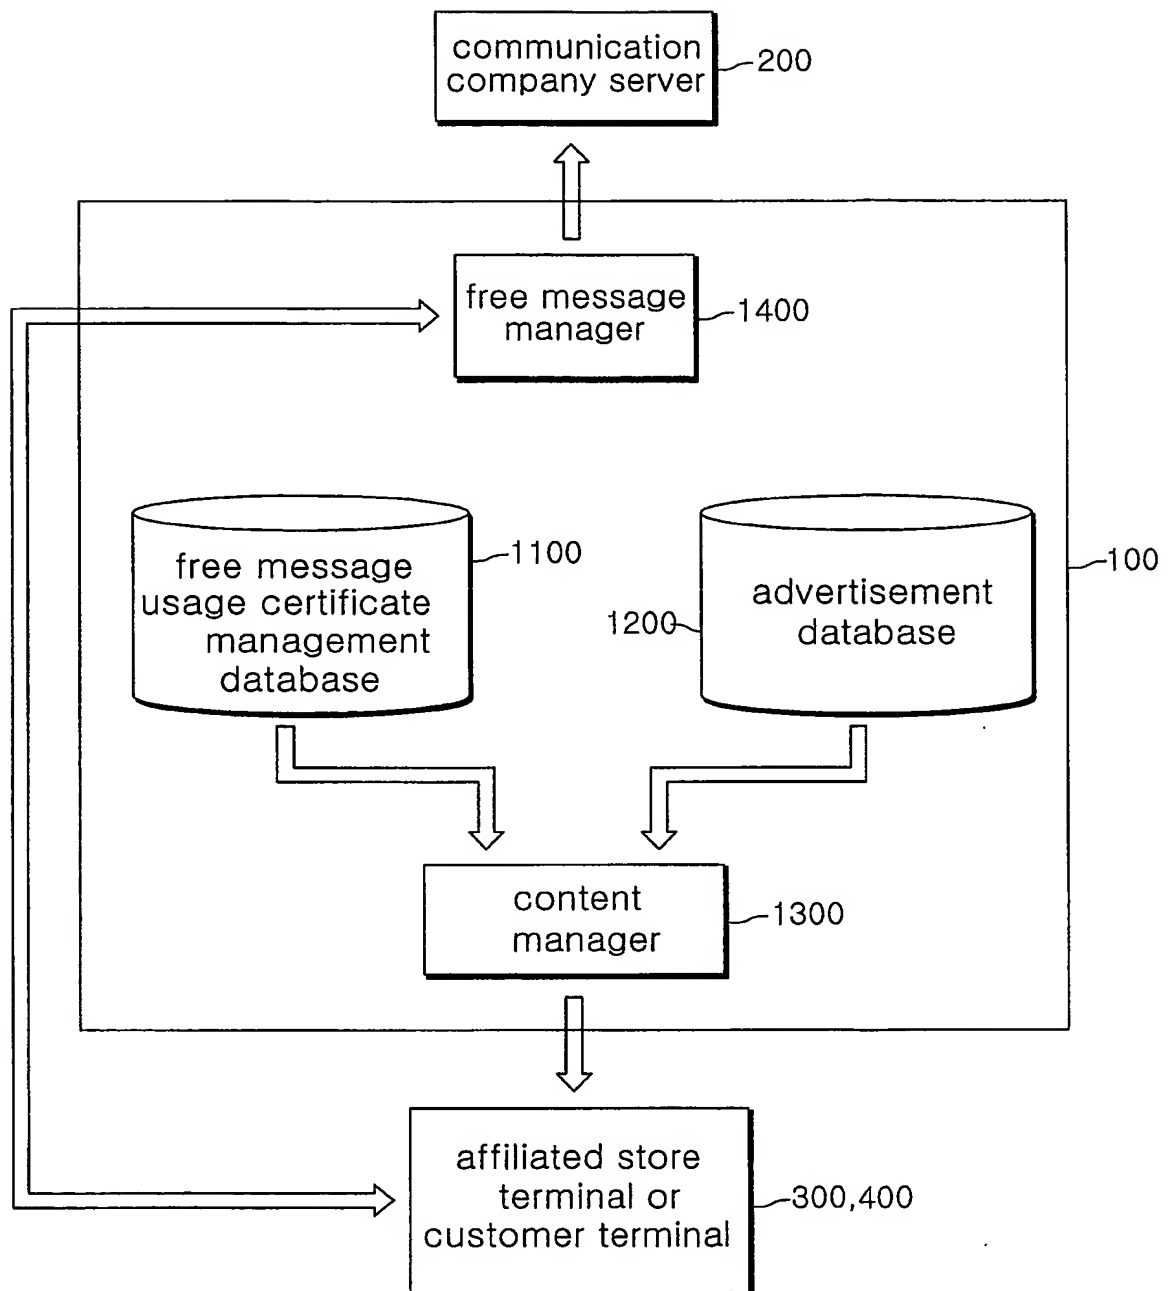 communication
company server
200
free message
manager
1400
free message
usage certificate
management
database
1100
advertisement
database
1200
100
content
manager
1300
affiliated store
terminal or
customer terminal
300,400